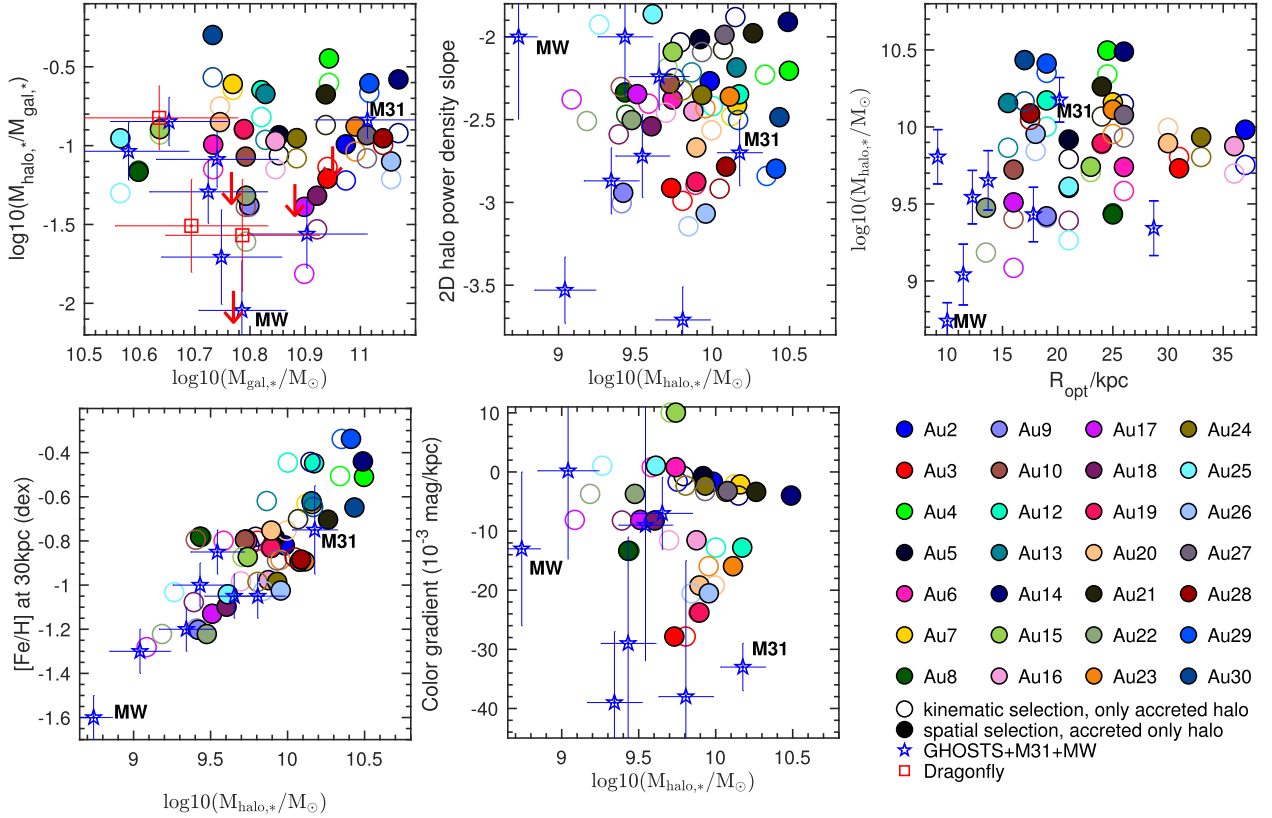 -0.5
-1
-1.5
-2
log10(M_halo,*/M_gal,*)
10.5 10.6 10.7 10.8 10.9 11
log10(M_gal,*/M_⊙)
MW
M31
-2
-2.5
-3
-3.5
2D halo power density slope
9 9.5 10 10.5
log10(M_halo,*/M_⊙)
MW
M31
10.5
10
9.5
9
log10(M_halo,*/M_⊙)
10 15 20 25 30 35
R_opt/kpc
M31
MW
-0.4
-0.6
-0.8
-1
-1.2
-1.4
-1.6
[Fe/H] at 30kpc (dex)
9 9.5 10 10.5
log10(M_halo,*/M_⊙)
M31
MW
10
0
-10
-20
-30
-40
Color gradient (10^-3 mag/kpc)
9 9.5 10 10.5
log10(M_halo,*/M_⊙)
MW
M31
Au2 Au9 Au17 Au24
Au3 Au10 Au18 Au25
Au4 Au12 Au19 Au26
Au5 Au13 Au20 Au27
Au6 Au14 Au21 Au28
Au7 Au15 Au22 Au29
Au8 Au16 Au23 Au30
kinematic selection, only accreted halo
spatial selection, accreted only halo
GHOSTS+M31+MW
Dragonfly